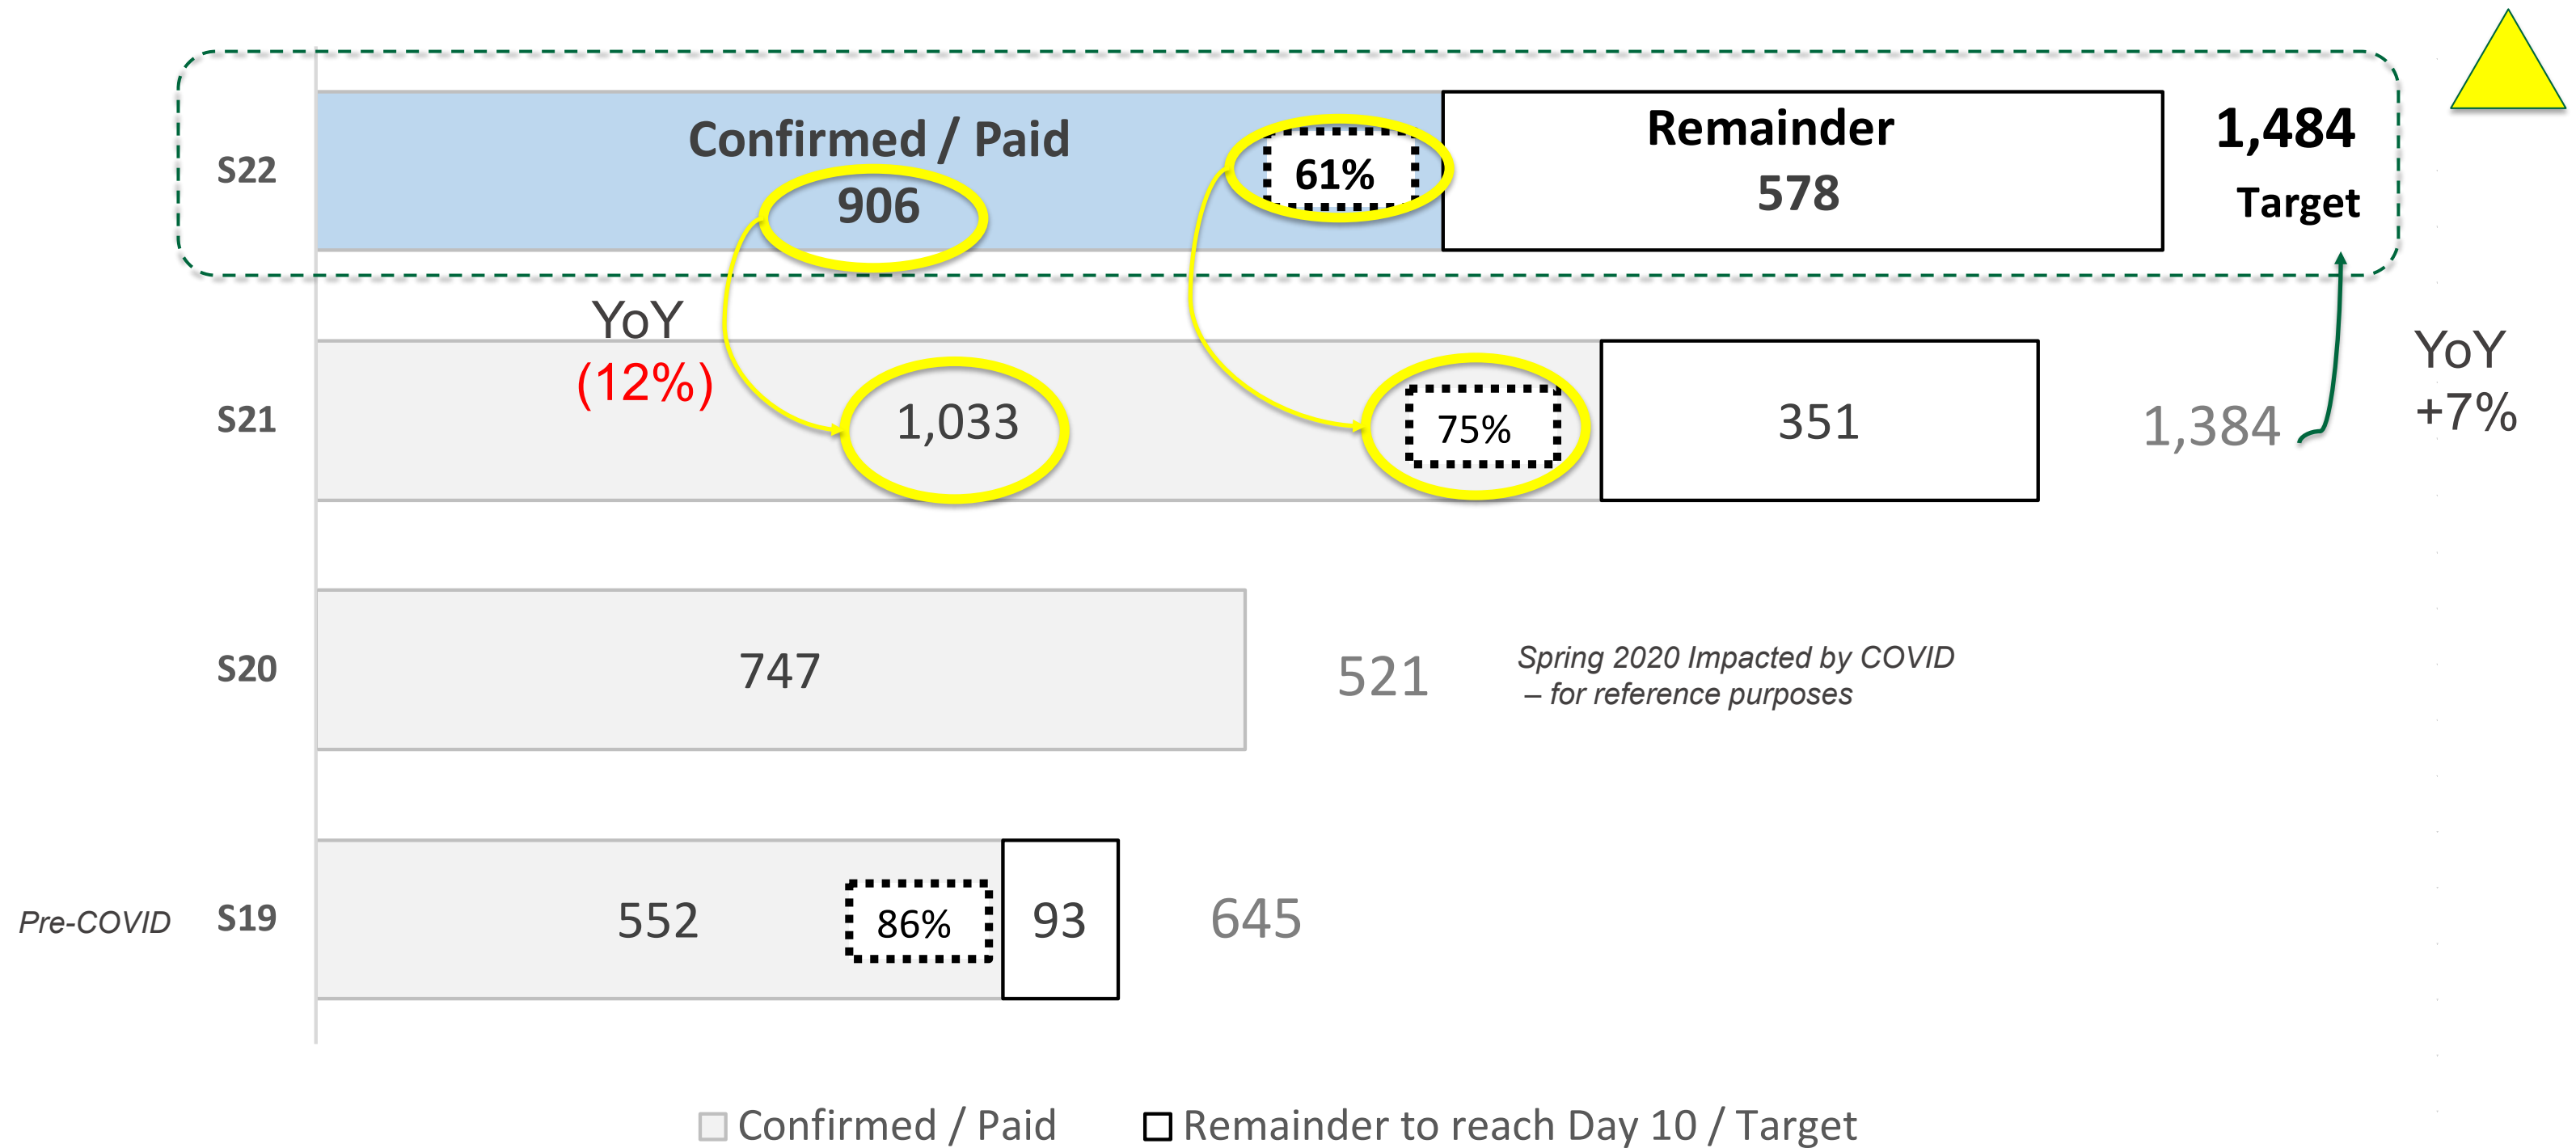 Confirmed / Paid
906
61%
Remainder
578
1,484
Target
S22
YoY
(12%)
YoY
+7%
S21
1,033
75%
351
1,384
S20
747
521
Spring 2020 Impacted by COVID
– for reference purposes
Pre-COVID
S19
552
86%
93
645
Confirmed / Paid
Remainder to reach Day 10 / Target